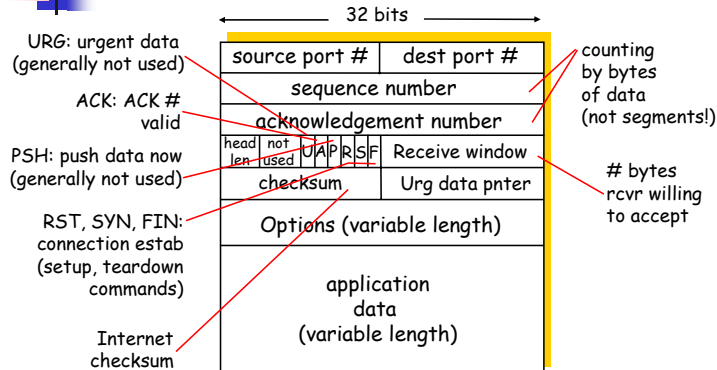 32 bits
URG: urgent data
(generally not used)
ACK: ACK #
valid
PSH: push data now
(generally not used)
RST, SYN, FIN:
connection estab
(setup, teardown
commands)
Internet
checksum
source port #
dest port #
sequence number
acknowledgement number
head
len
not
used
U A P R S F
Receive window
checksum
Urg data pnter
Options (variable length)
application
data
(variable length)
counting
by bytes
of data
(not segments!)
# bytes
rcvr willing
to accept